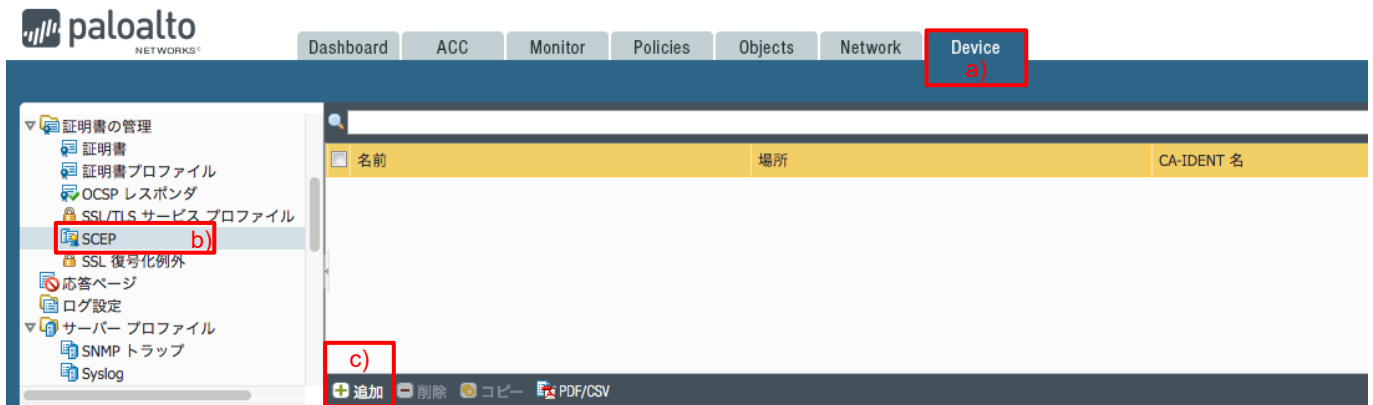 paloalto
NETWORKS®
Dashboard ACC Monitor Policies Objects Network Device
a)
証明書の管理
証明書
証明書プロファイル
OCSP レスポンダ
SSL/TLS サービス プロファイル
SCEP b)
SSL 復号化例外
応答ページ
ログ設定
サーバー プロファイル
SNMP トラップ
Syslog
名前 場所 CA-IDENT 名
c)
追加 削除 コピー PDF/CSV